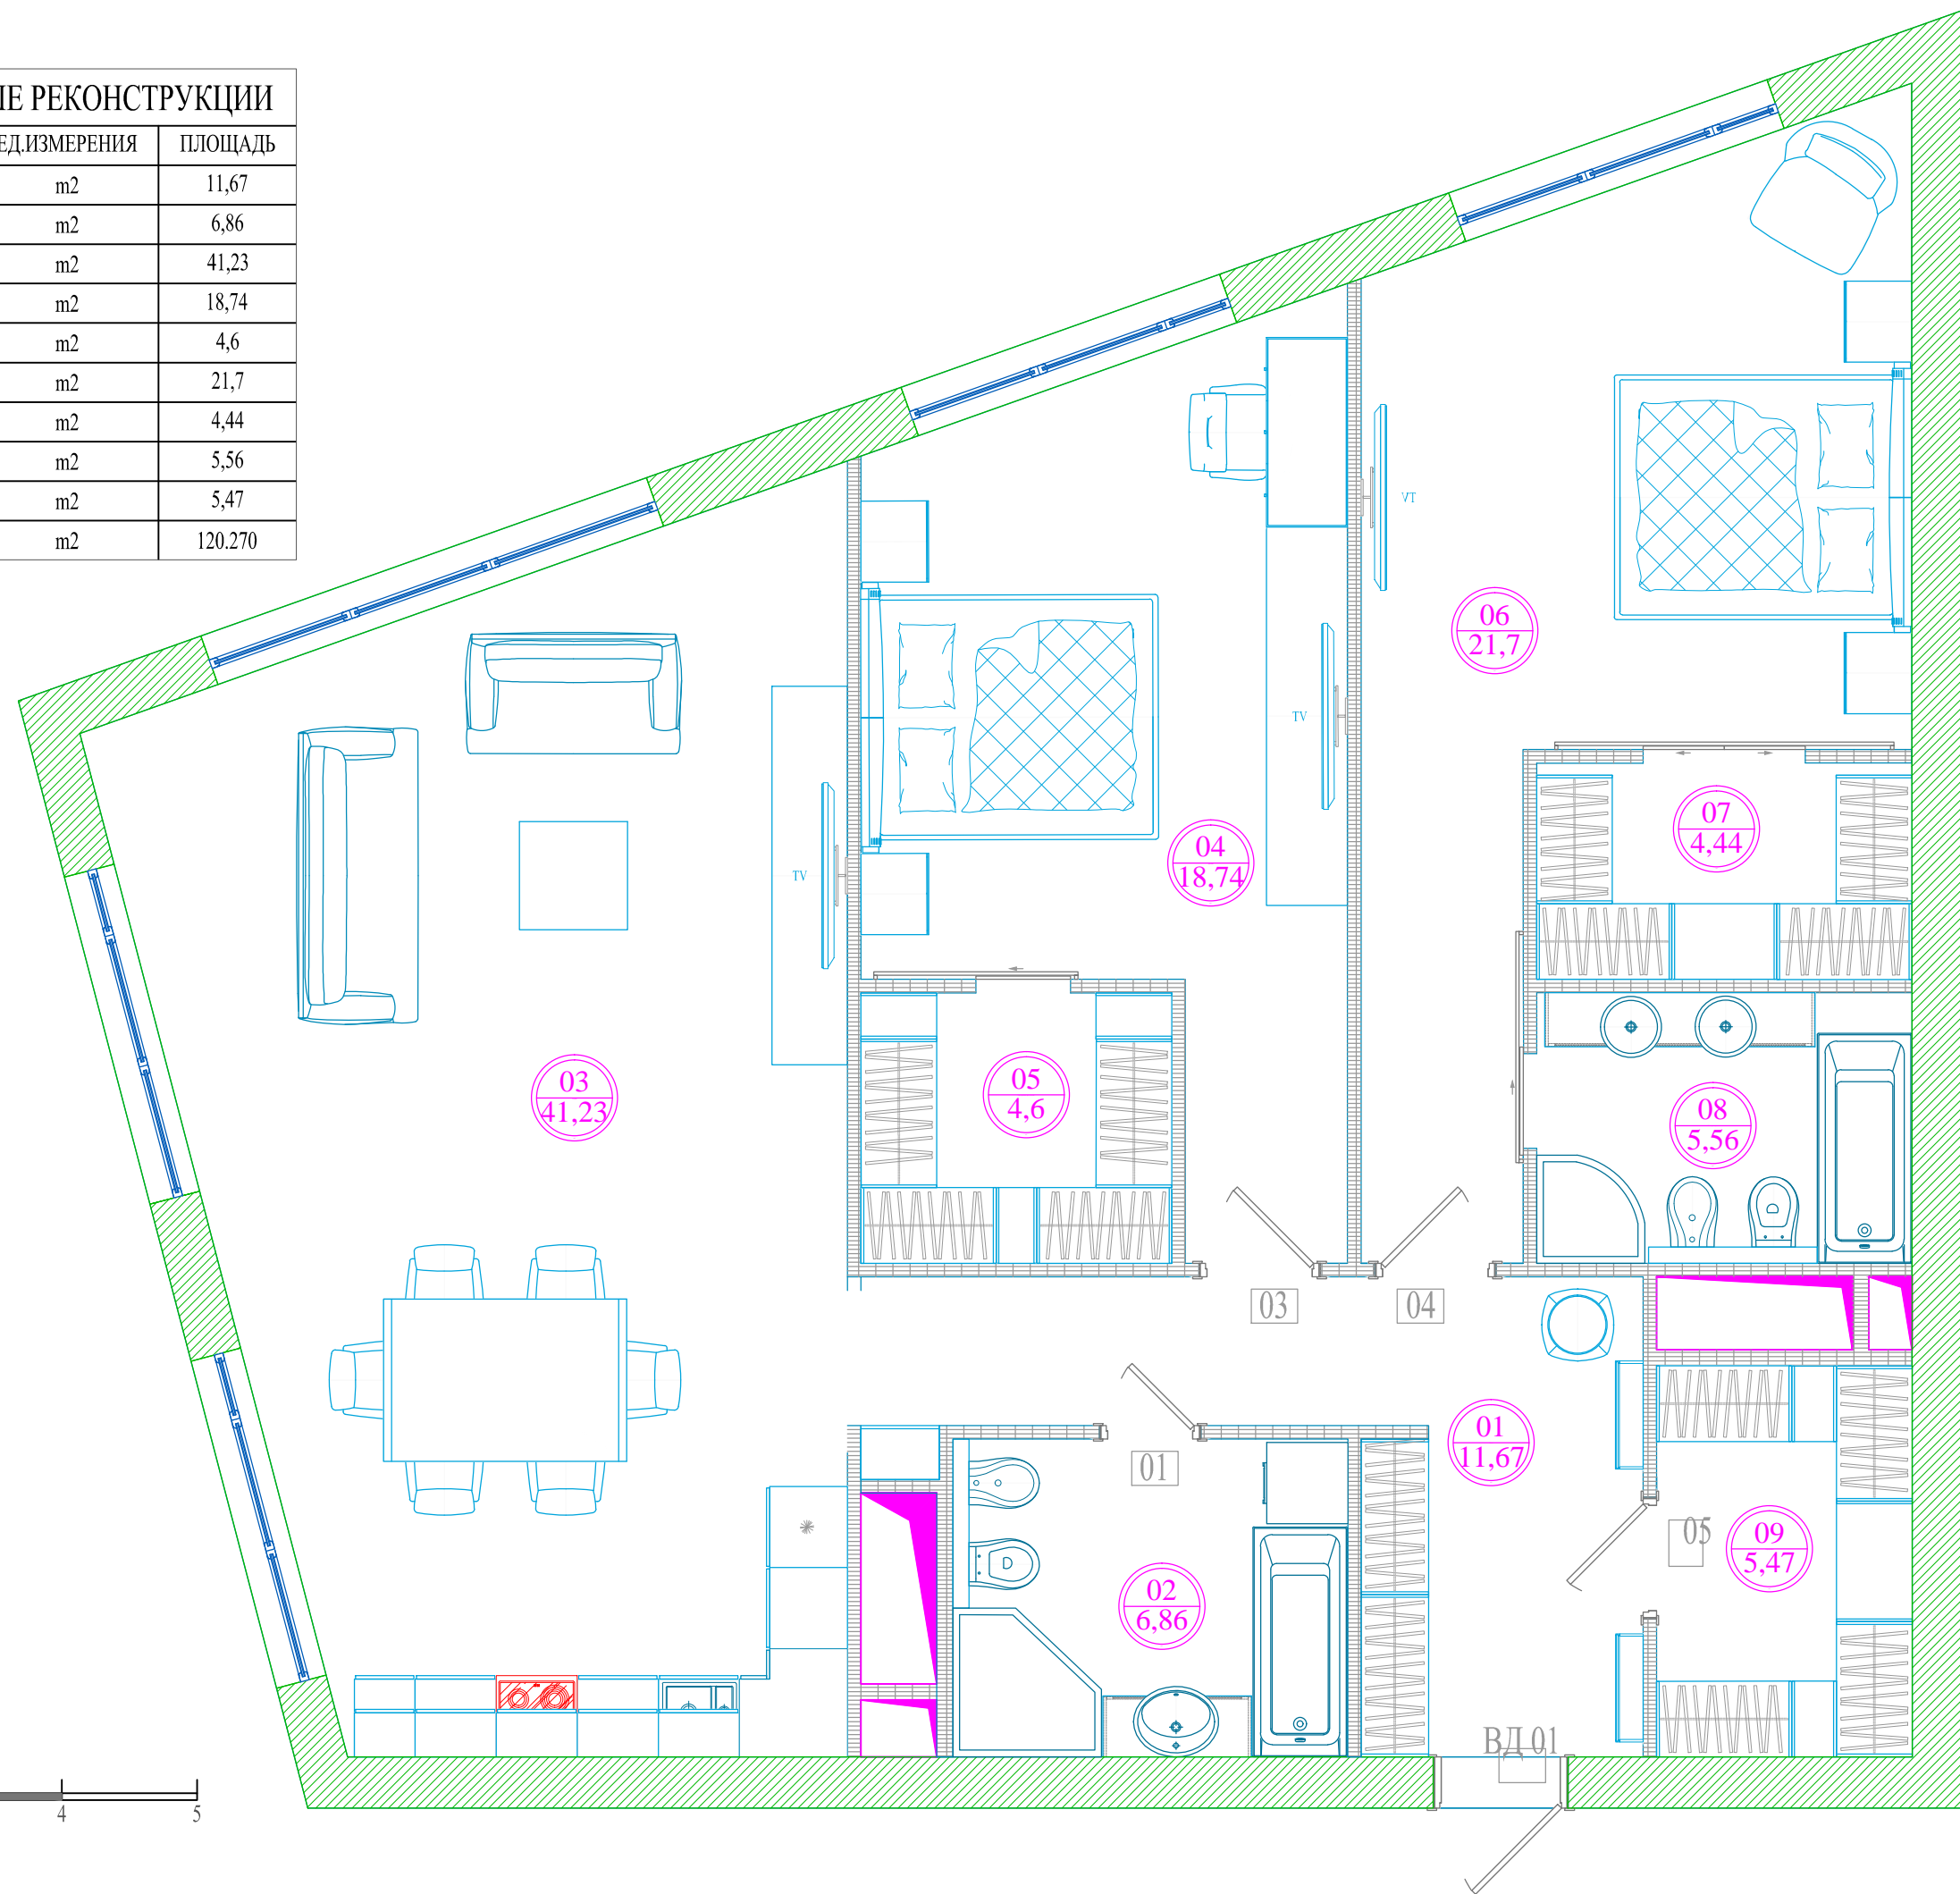 ЫЕ РЕКОНСТРУКЦИИ
ЕД.ИЗМЕРЕНИЯ ПЛОЩАДЬ
m2 11,67
m2 6,86
m2 41,23
m2 18,74
m2 4,6
m2 21,7
m2 4,44
m2 5,56
m2 5,47
m2 120.270
VT
06
21,7
TV
07
4,44
04
18,74
TV
05
4,6
03
41,23
08
5,56
03
04
01
11,67
01
05
09
5,47
02
6,86
ВД 01
4
5